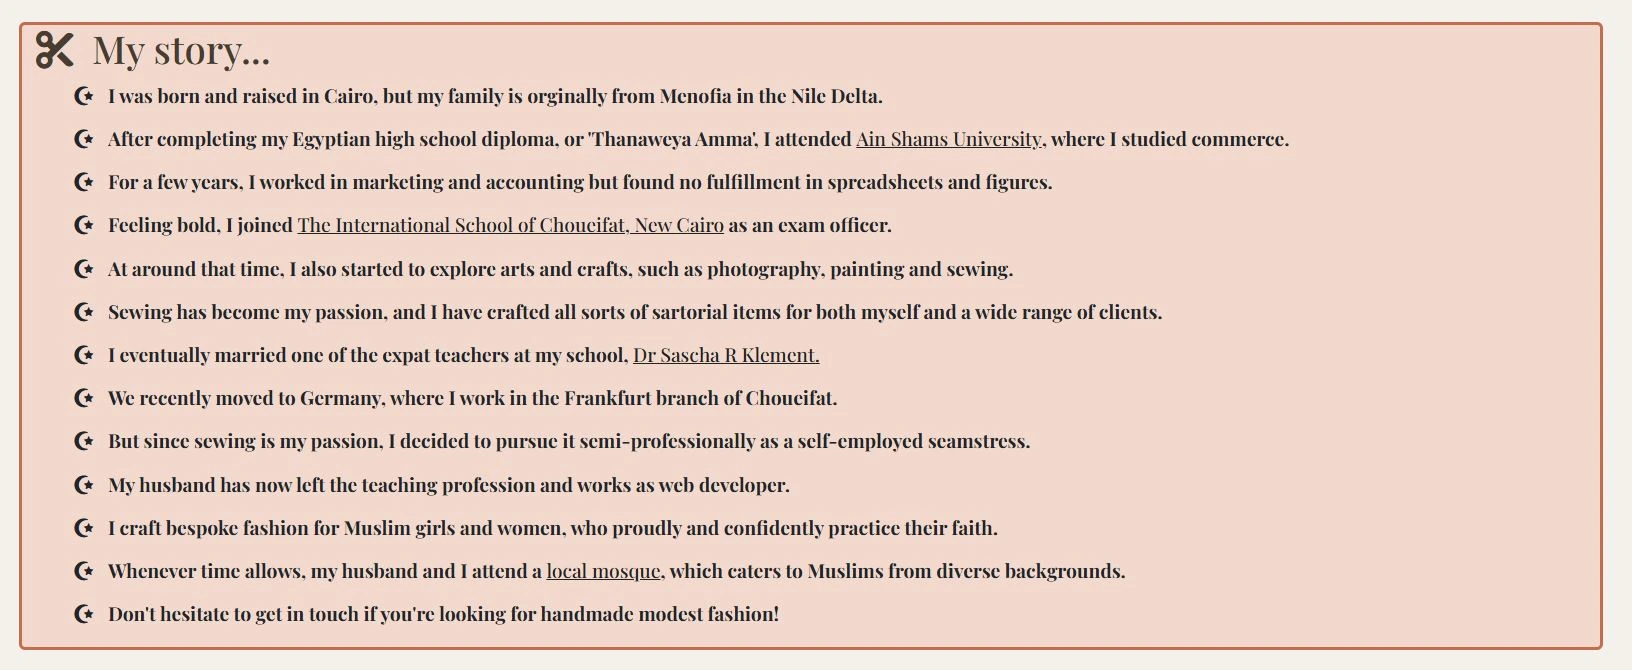 My story...
I was born and raised in Cairo, but my family is orginally from Menofia in the Nile Delta.
After completing my Egyptian high school diploma, or 'Thanaweya Amma', I attended Ain Shams University, where I studied commerce.
For a few years, I worked in marketing and accounting but found no fulfillment in spreadsheets and figures.
Feeling bold, I joined The International School of Choueifat, New Cairo as an exam officer.
At around that time, I also started to explore arts and crafts, such as photography, painting and sewing.
Sewing has become my passion, and I have crafted all sorts of sartorial items for both myself and a wide range of clients.
I eventually married one of the expat teachers at my school, Dr Sascha R Klement.
We recently moved to Germany, where I work in the Frankfurt branch of Choueifat.
But since sewing is my passion, I decided to pursue it semi-professionally as a self-employed seamstress.
My husband has now left the teaching profession and works as web developer.
I craft bespoke fashion for Muslim girls and women, who proudly and confidently practice their faith.
Whenever time allows, my husband and I attend a local mosque, which caters to Muslims from diverse backgrounds.
Don't hesitate to get in touch if you're looking for handmade modest fashion!